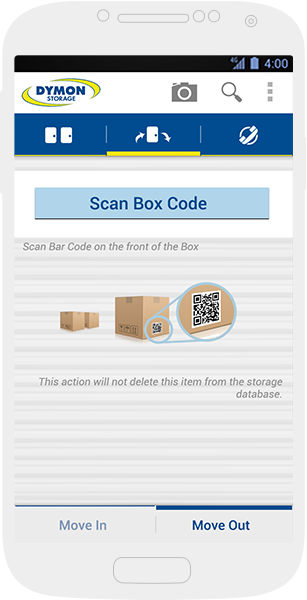 4G 4:00
DYMON
STORAGE
Scan Box Code
Scan Bar Code on the front of the Box
This action will not delete this item from the storage
database.
Move In
Move Out